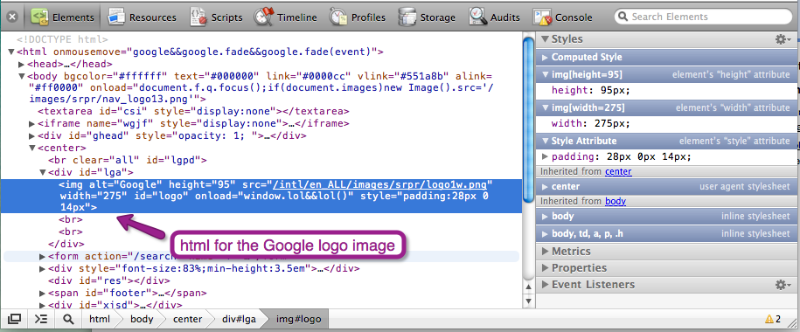 Elements Resources Scripts Timeline Profiles Storage Audits Console Search Elements
<!DOCTYPE html>
▼<html onmousemove="google&&google.fade&&google.fade(event)">
▶<head>…</head>
▼<body bgcolor="#ffffff" text="#000000" link="#0000cc" vlink="#551a8b" alink=
"#ff0000" onload="document.f.q.focus();if(document.images)new Image().src='/
images/srpr/nav_logo13.png'">
<textarea id="csi" style="display:none"></textarea>
▶<iframe name="wgjf" style="display:none">…</iframe>
▶<div id="ghead" style="opacity: 1; ">…</div>
▼<center>
<br clear="all" id="lgpd">
▼<div id="lga">
<img alt="Google" height="95" src="/intl/en_ALL/images/srpr/logo1w.png"
width="275" id="logo" onload="window.lol&&lol()" style="padding:28px 0
14px">
<br>
<br>
</div>
html for the Google logo image
▶<form action="/search
▶<div style="font-size:83%;min-height:3.5em">…</div>
<div id="res"></div>
▶<span id="footer">…</span>
▶<div id="xjsd">…</div>
▼ Styles
▶ Computed Style
▼ img[height=95] element's "height" attribute
height: 95px;
▼ img[width=275] element's "width" attribute
width: 275px;
Style Attribute element's "style" attribute
▶ padding: 28px 0px 14px;
Inherited from center
▶ center user agent stylesheet
Inherited from body
▶ body inline stylesheet
▶ body, td, a, p, .h inline stylesheet
▶ Metrics
▶ Properties
▶ Event Listeners
html body center div#lga img#logo 2